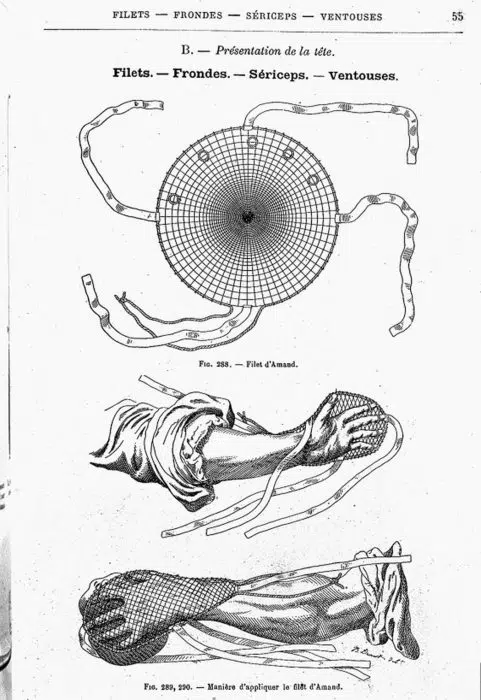 FILETS — FRONDES — SÉRICEPS — VENTOUSES 55
B. — Présentation de la tête.
Filets. — Frondes. — Sériceps. — Ventouses.
FIG. 288. — Filet d'Amand.
FIG. 289, 290. — Manière d'appliquer le filet d'Amand.